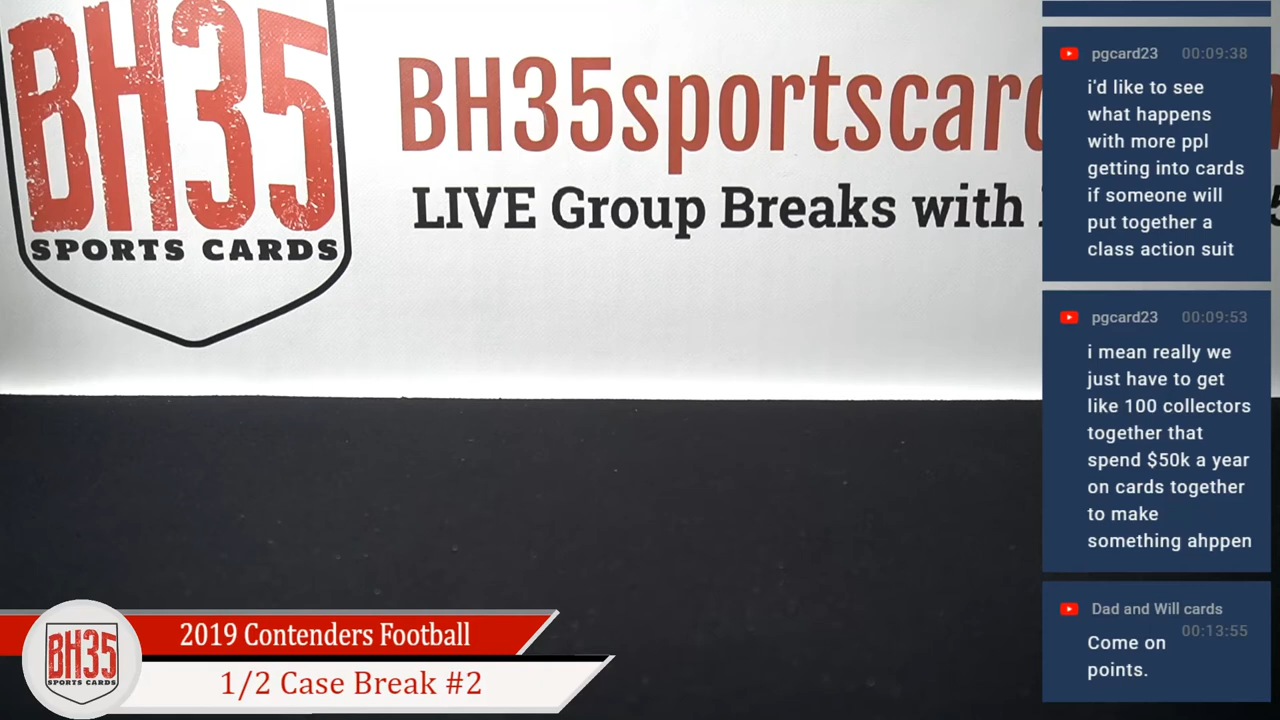 BH35
SPORTS CARDS
BH35sportscard
LIVE Group Breaks with
pgcard23 00:09:38
i'd like to see
what happens
with more ppl
getting into cards
if someone will
put together a
class action suit
pgcard23 00:09:53
i mean really we
just have to get
like 100 collectors
together that
spend $50k a year
on cards together
to make
something ahppen
Dad and Will cards
00:13:55
Come on
points.
BH35
SPORTS CARDS
2019 Contenders Football
1/2 Case Break #2